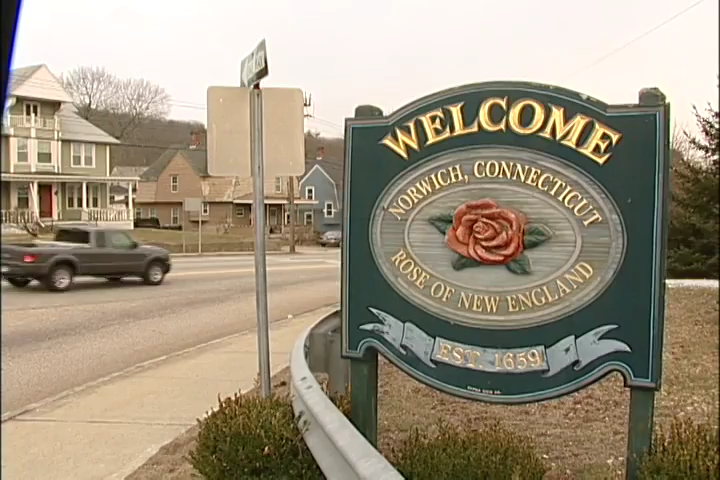 WELCOME
NORWICH, CONNECTICUT
ROSE OF NEW ENGLAND
EST. 1659